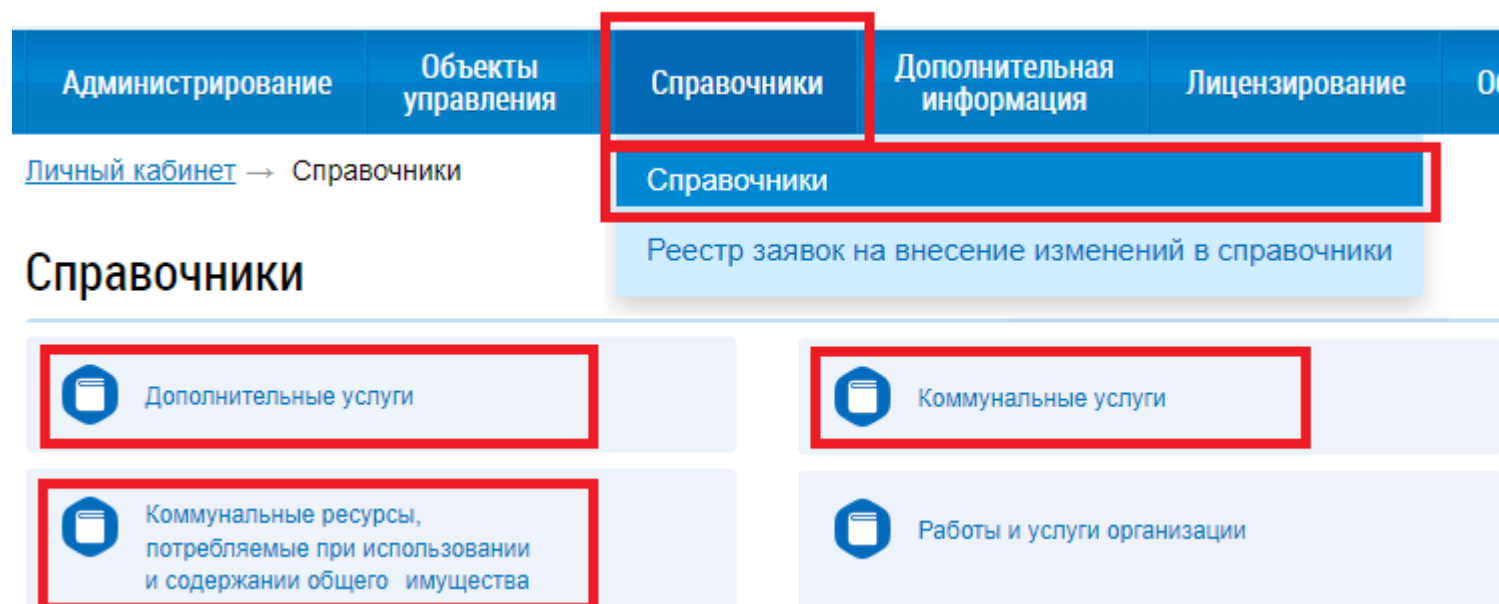 Администрирование
Объекты
управления
Справочники
Дополнительная
информация
Лицензирование
Личный кабинет → Справочники
Справочники
Реестр заявок на внесение изменений в справочники
Справочники
Дополнительные услуги
Коммунальные услуги
Коммунальные ресурсы,
потребляемые при использовании
и содержании общего имущества
Работы и услуги организации